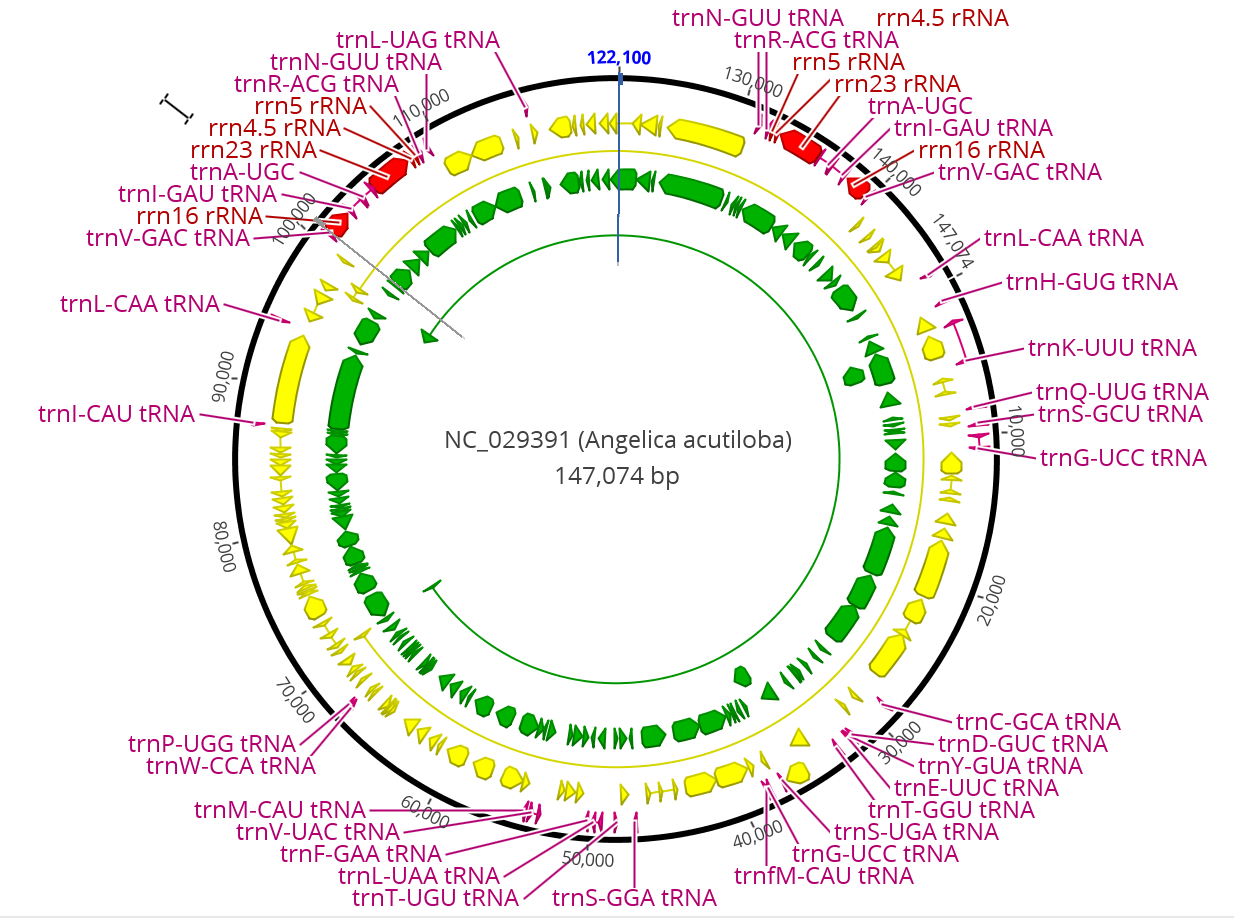 trnN-GUU tRNA
rrn4.5 rRNA
trnL-UAG tRNA
trnR-ACG tRNA
122,100
trnN-GUU tRNA
rrn5 rRNA
130,000
trnR-ACG tRNA
rrn23 rRNA
110,000
rrn5 rRNA
trnA-UGC
rrn4.5 rRNA
trnI-GAU tRNA
rrn23 rRNA
rrn16 rRNA
trnA-UGC
trnV-GAC tRNA
140,000
trnI-GAU tRNA
rrn16 rRNA
100,000
trnV-GAC tRNA
trnL-CAA tRNA
147,074
trnH-GUG tRNA
trnL-CAA tRNA
trnK-UUU tRNA
90,000
trnQ-UUG tRNA
trnI-CAU tRNA
trnS-GCU tRNA
10,000
NC_029391 (Angelica acutiloba)
trnG-UCC tRNA
147,074 bp
80,000
20,000
70,000
trnC-GCA tRNA
trnP-UGG tRNA
trnD-GUC tRNA
30,000
trnW-CCA tRNA
trnY-GUA tRNA
trnE-UUC tRNA
trnM-CAU tRNA
trnT-GGU tRNA
60,000
trnV-UAC tRNA
trnS-UGA tRNA
40,000
trnF-GAA tRNA
trnG-UCC tRNA
50,000
trnL-UAA tRNA
trnfM-CAU tRNA
trnT-UGU tRNA
trnS-GGA tRNA